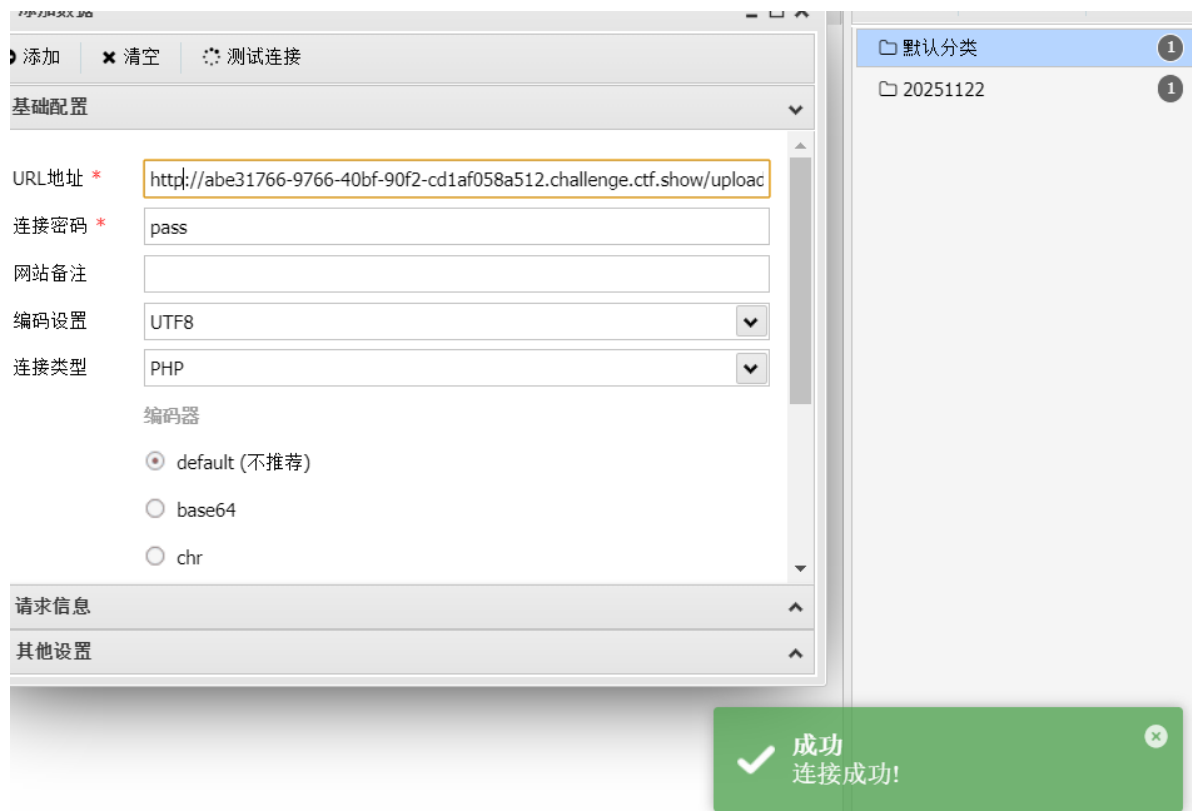 添加数据
添加 清空 测试连接
基础配置
URL地址 * http://abe31766-9766-40bf-90f2-cd1af058a512.challenge.ctf.show/upload
连接密码 * pass
网站备注
编码设置 UTF8
连接类型 PHP
编码器
default (不推荐)
base64
chr
请求信息
其他设置
默认分类 1
20251122 1
成功
连接成功!